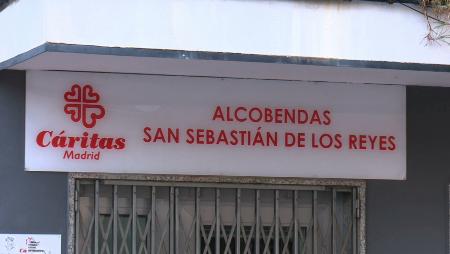 Cáritas
Madrid
ALCOBENDAS
SAN SEBASTIÁN DE LOS REYES